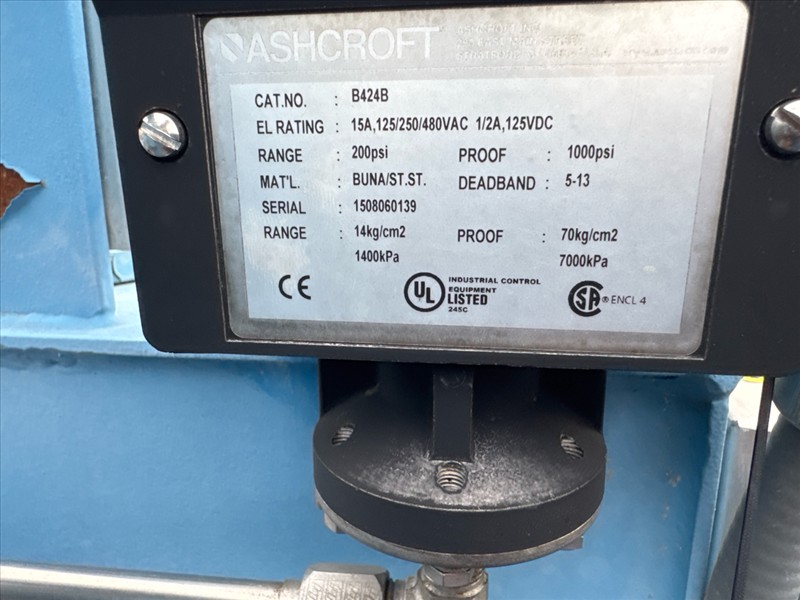 ASHCROFT
CAT.NO. : B424B
EL RATING : 15A,125/250/480VAC 1/2A,125VDC
RANGE : 200psi PROOF : 1000psi
MAT'L. : BUNA/ST.ST. DEADBAND : 5-13
SERIAL : 1508060139
RANGE : 14kg/cm2 PROOF : 70kg/cm2
1400kPa 7000kPa
CE
UL
INDUSTRIAL CONTROL
EQUIPMENT
LISTED
245C
SA ® ENCL 4